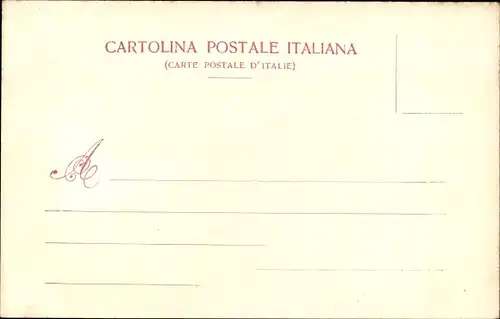 CARTOLINA POSTALE ITALIANA
(CARTE POSTALE D'ITALIE)
A